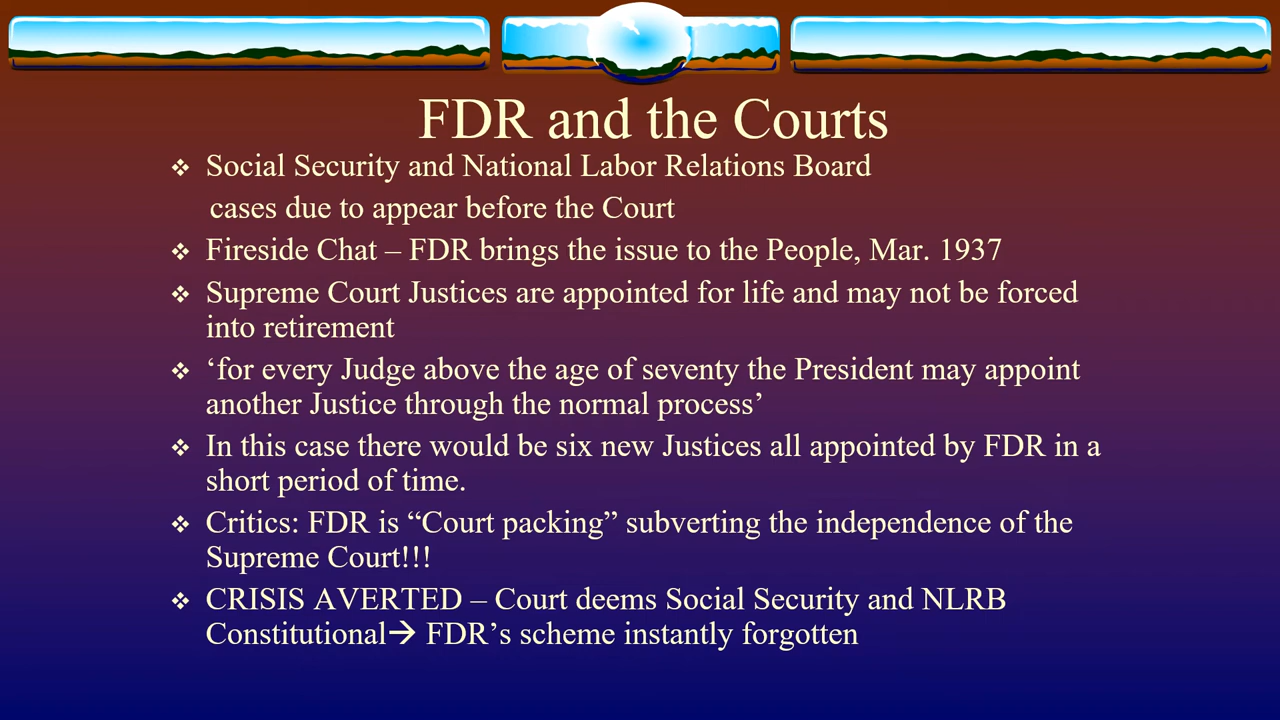 FDR and the Courts
❖ Social Security and National Labor Relations Board
cases due to appear before the Court
❖ Fireside Chat – FDR brings the issue to the People, Mar. 1937
❖ Supreme Court Justices are appointed for life and may not be forced
into retirement
❖ ‘for every Judge above the age of seventy the President may appoint
another Justice through the normal process’
❖ In this case there would be six new Justices all appointed by FDR in a
short period of time.
❖ Critics: FDR is “Court packing” subverting the independence of the
Supreme Court!!!
❖ CRISIS AVERTED – Court deems Social Security and NLRB
Constitutional→ FDR’s scheme instantly forgotten